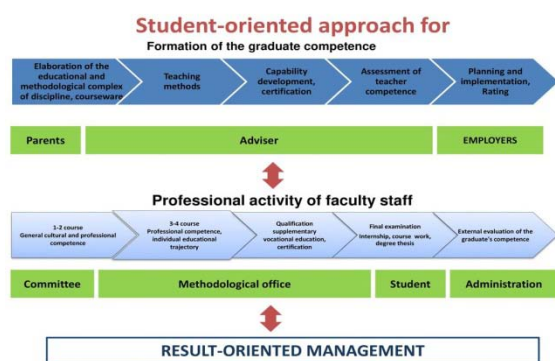 Student-oriented approach for
Formation of the graduate competence
Elaboration of the
educational and
methodological complex
of discipline, courseware
Teaching
methods
Capability
development,
certification
Assessment of
teacher
competence
Planning and
implementation,
Rating
Parents
Adviser
EMPLOYERS
Professional activity of faculty staff
1-2 course
General cultural and professional
competence
3-4 course
Professional competence,
individual educational
trajectory
Qualification
supplementary
vocational education,
certification
Final examination
Internship, course work,
degree thesis
External evaluation of the
graduate's competence
Committee
Methodological office
Student
Administration
RESULT-ORIENTED MANAGEMENT